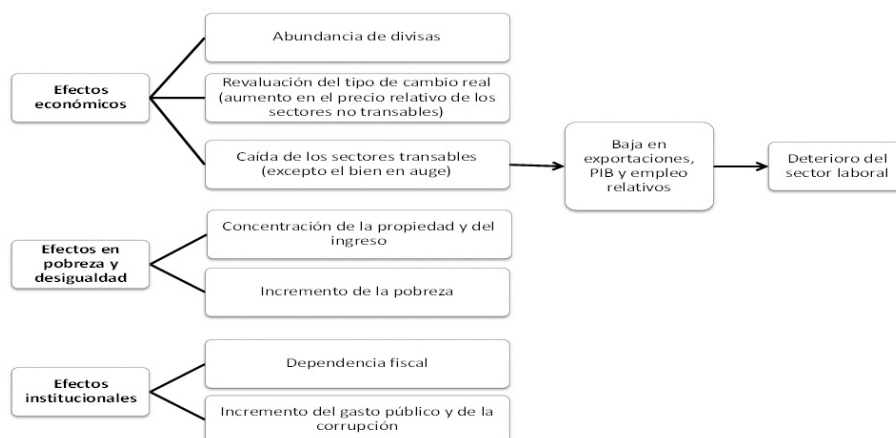 Abundancia de divisas
Efectos
económicos
Revaluación del tipo de cambio real
(aumento en el precio relativo de los
sectores no transables)
Caída de los sectores transables
(excepto el bien en auge)
Baja en
exportaciones,
PIB y empleo
relativos
Deterioro del
sector laboral
Efectos en
pobreza y
desigualdad
Concentración de la propiedad y del
ingreso
Incremento de la pobreza
Efectos
institucionales
Dependencia fiscal
Incremento del gasto público y de la
corrupción